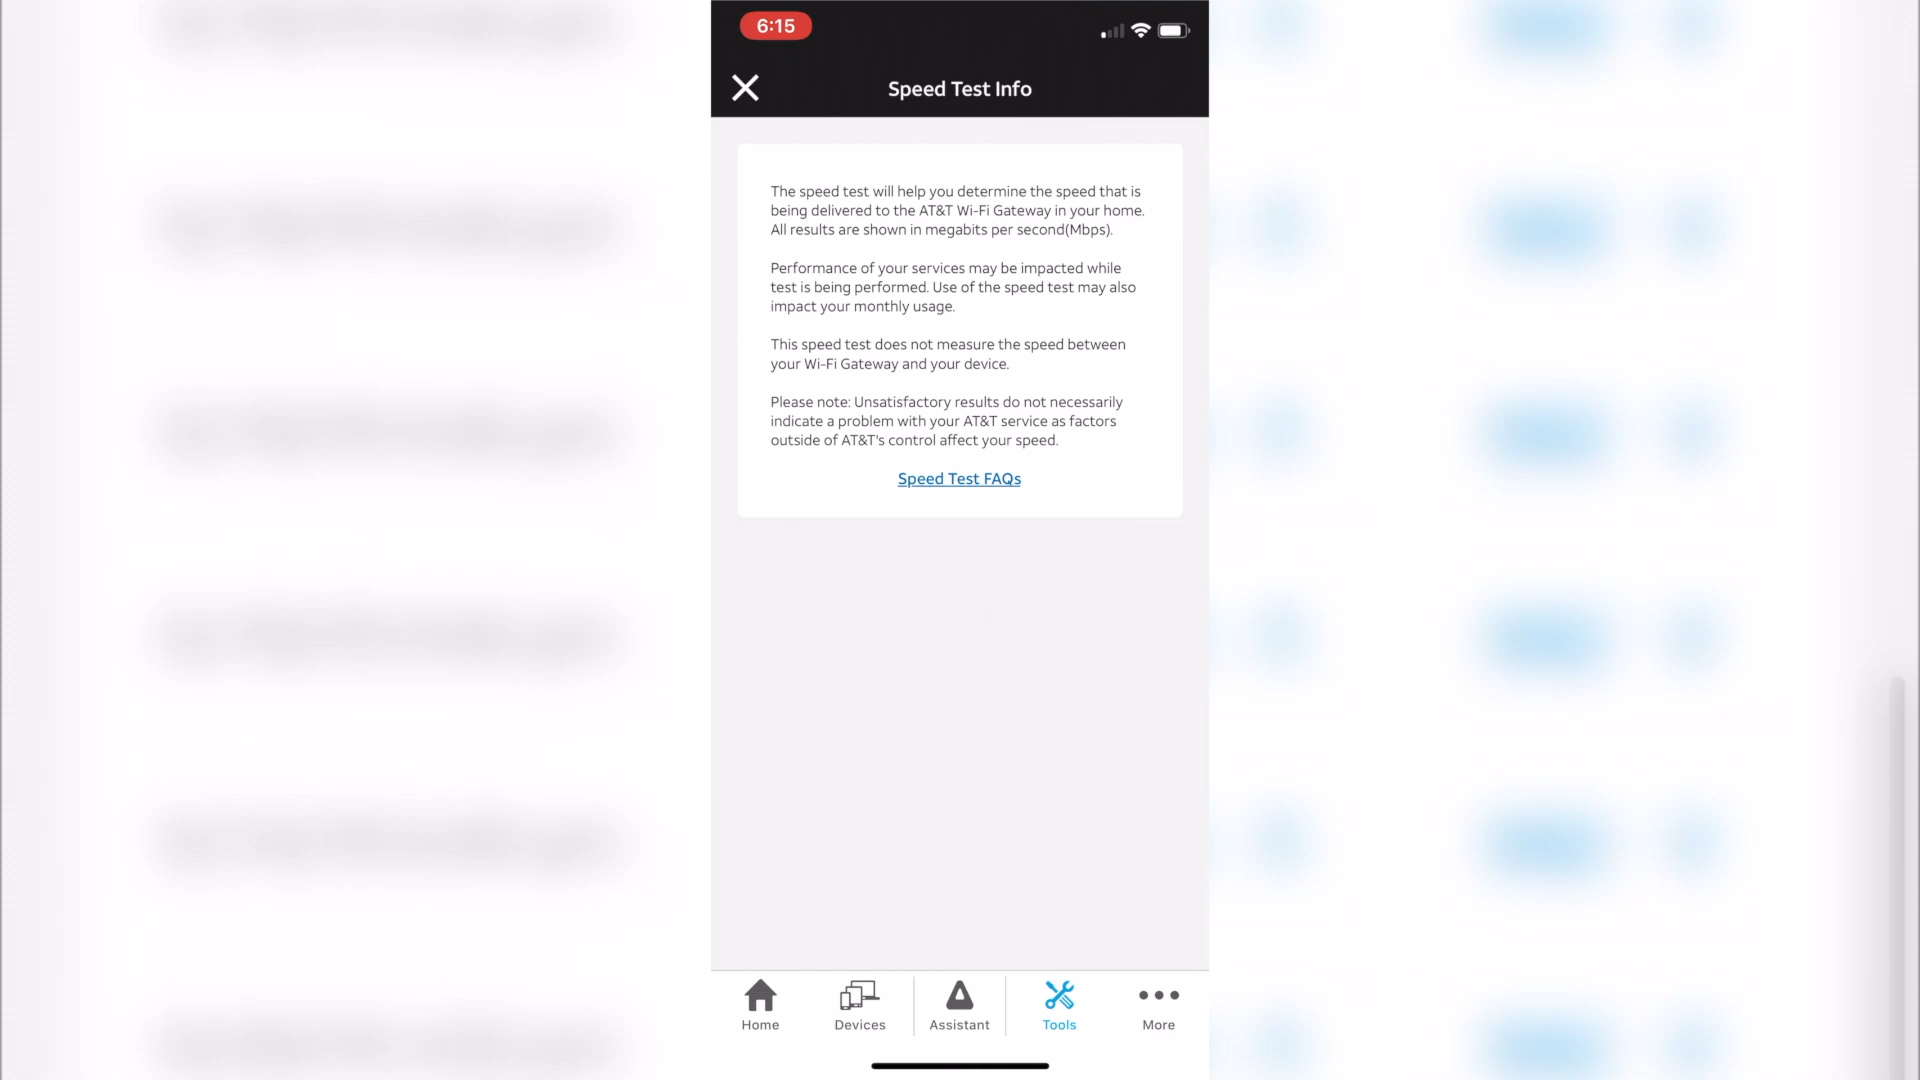 6:15
Speed Test Info
The speed test will help you determine the speed that is
being delivered to the AT&T Wi-Fi Gateway in your home.
All results are shown in megabits per second(Mbps).
Performance of your services may be impacted while
test is being performed. Use of the speed test may also
impact your monthly usage.
This speed test does not measure the speed between
your Wi-Fi Gateway and your device.
Please note: Unsatisfactory results do not necessarily
indicate a problem with your AT&T service as factors
outside of AT&T's control affect your speed.
Speed Test FAQs
Home Devices Assistant Tools More